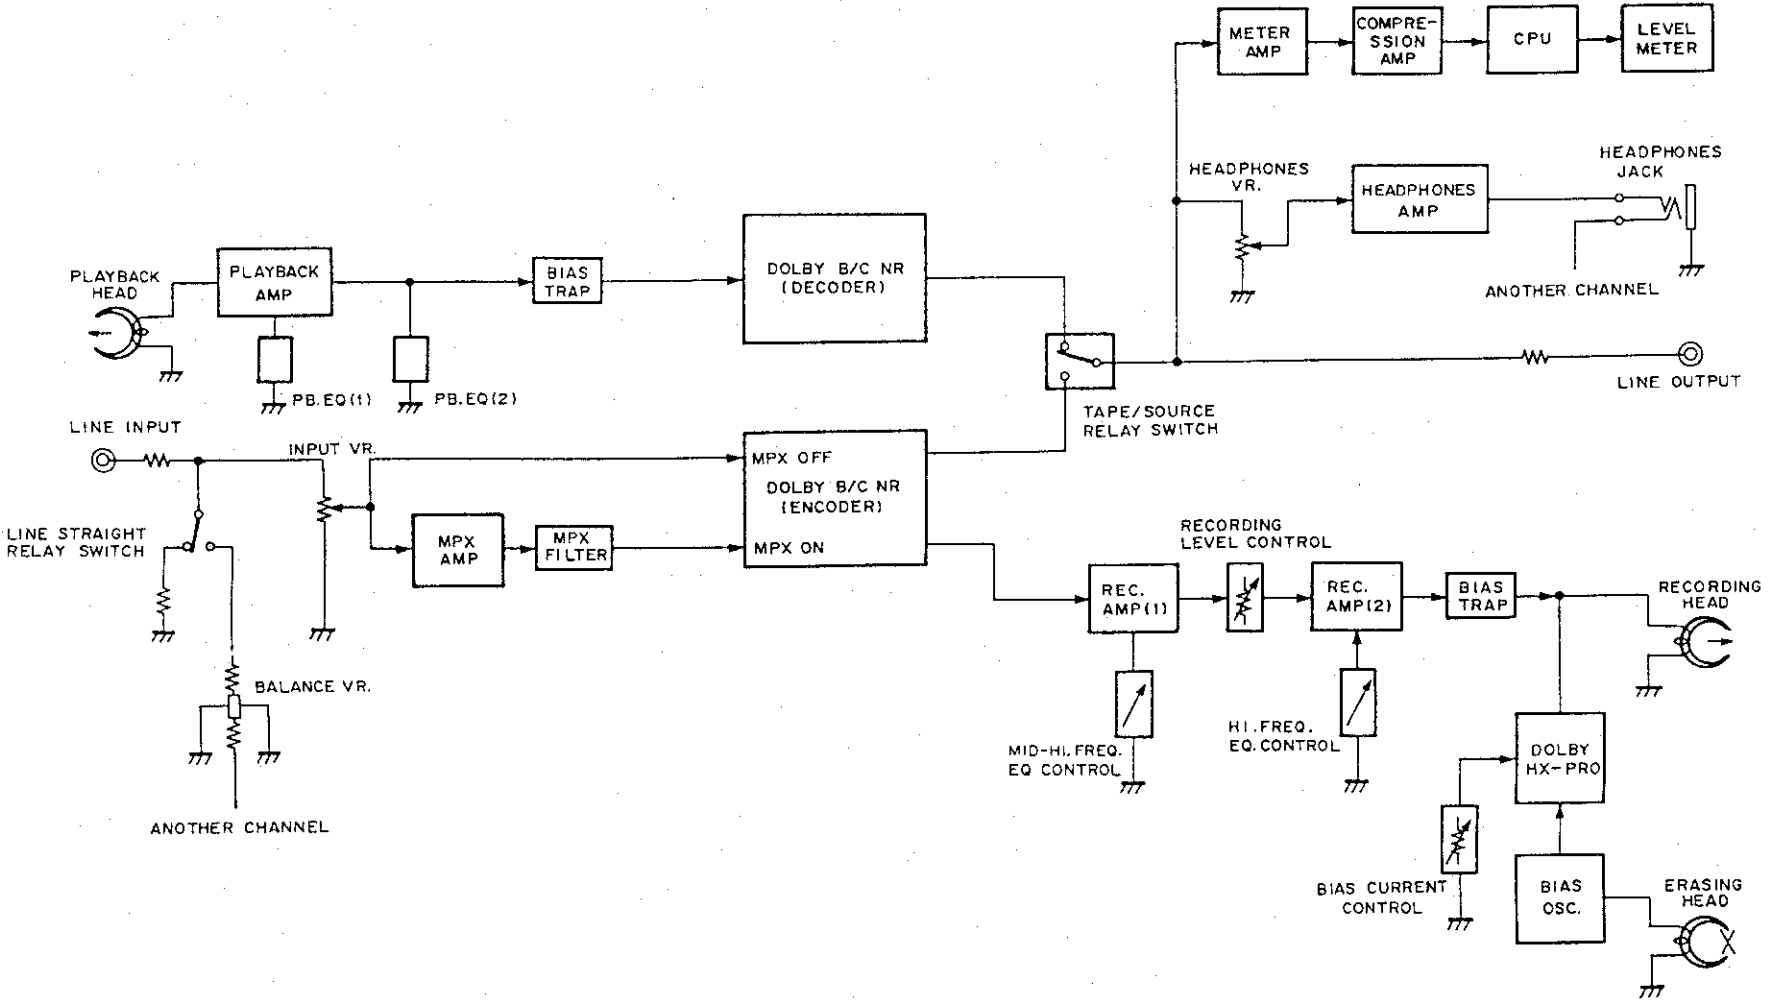 METER
AMP
COMPRE-
SSION
AMP
CPU
LEVEL
METER
HEADPHONES
VR.
HEADPHONES
AMP
HEADPHONES
JACK
ANOTHER CHANNEL
PLAYBACK
HEAD
PLAYBACK
AMP
BIAS
TRAP
DOLBY B/C NR
(DECODER)
PB.EQ(1)
PB.EQ(2)
TAPE/SOURCE
RELAY SWITCH
LINE OUTPUT
LINE INPUT
INPUT VR.
LINE STRAIGHT
RELAY SWITCH
MPX
AMP
MPX
FILTER
MPX OFF
DOLBY B/C NR
(ENCODER)
MPX ON
BALANCE VR.
ANOTHER CHANNEL
REC.
AMP(1)
RECORDING
LEVEL CONTROL
REC.
AMP(2)
BIAS
TRAP
RECORDING
HEAD
MID-HI.FREQ.
EQ CONTROL
HI.FREQ.
EQ.CONTROL
DOLBY
HX-PRO
BIAS CURRENT
CONTROL
BIAS
OSC.
ERASING
HEAD